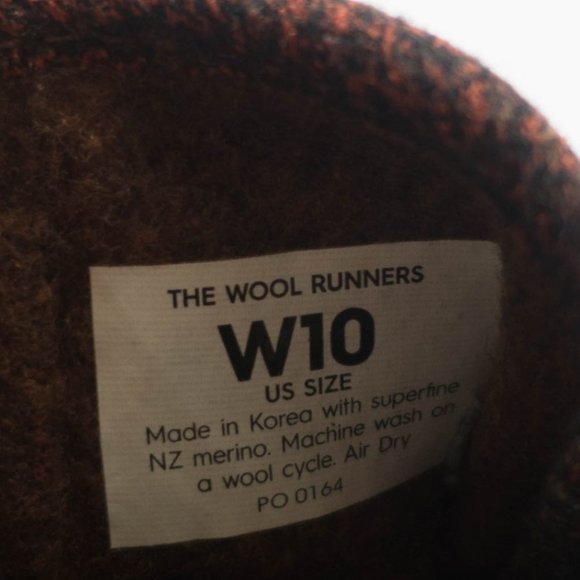 THE WOOL RUNNERS
W10
US SIZE
Made in Korea with superfine
NZ merino. Machine wash on
a wool cycle. Air Dry
PO 0164